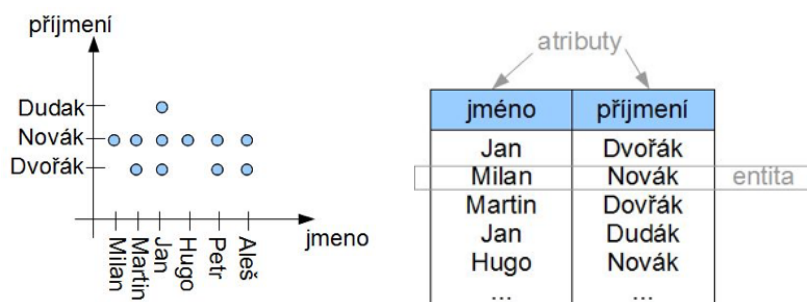 příjmení
Dudak
Novák
Dvořák
Milan
Martin
Jan
Hugo
Petr
Aleš
jmeno
atributy
jméno příjmení
Jan Dvořák
Milan Novák entita
Martin Dovřák
Jan Dudák
Hugo Novák
... ...